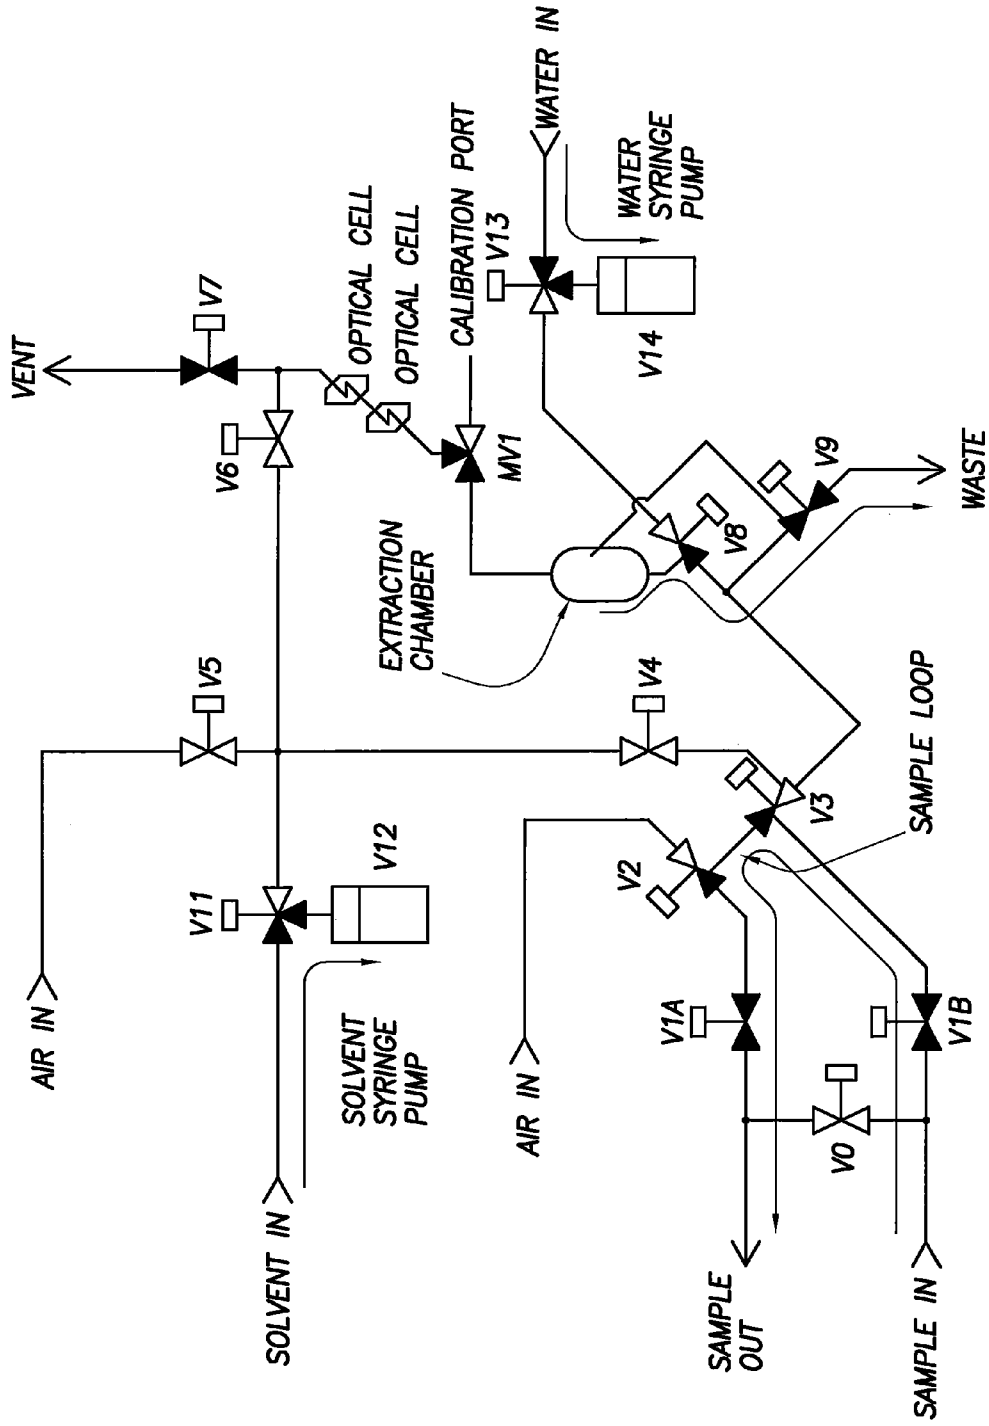 AIR IN
SOLVENT IN
V11
SOLVENT
SYRINGE
PUMP
V12
V5
V6
VENT
V7
OPTICAL CELL
OPTICAL CELL
CALIBRATION PORT
MV1
V13
WATER IN
WATER
SYRINGE
PUMP
V14
EXTRACTION
CHAMBER
V8
V9
WASTE
V4
AIR IN
V2
V3
SAMPLE LOOP
V1A
V1B
V0
SAMPLE
OUT
SAMPLE IN